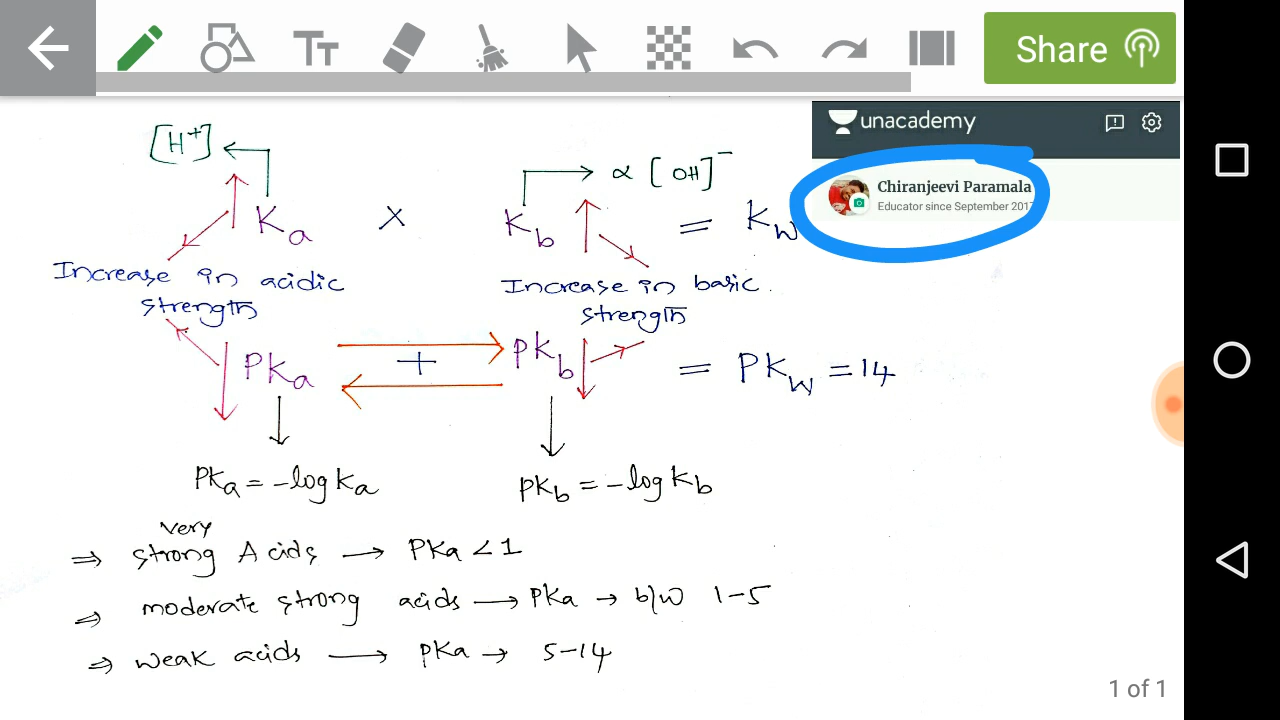 Share
unacademy
Chiranjeevi Paramala
Educator since September 2017
[H+]
α [OH]−
Ka × Kb = Kw
Increase in acidic strength
Increase in basic strength
PKa + PKb = PKw = 14
PKa = -log Ka
PKb = -log Kb
⇒ very strong Acids → PKa < 1
⇒ moderate strong acids → PKa → b/w 1-5
⇒ weak acids → PKa → 5-14
1 of 1